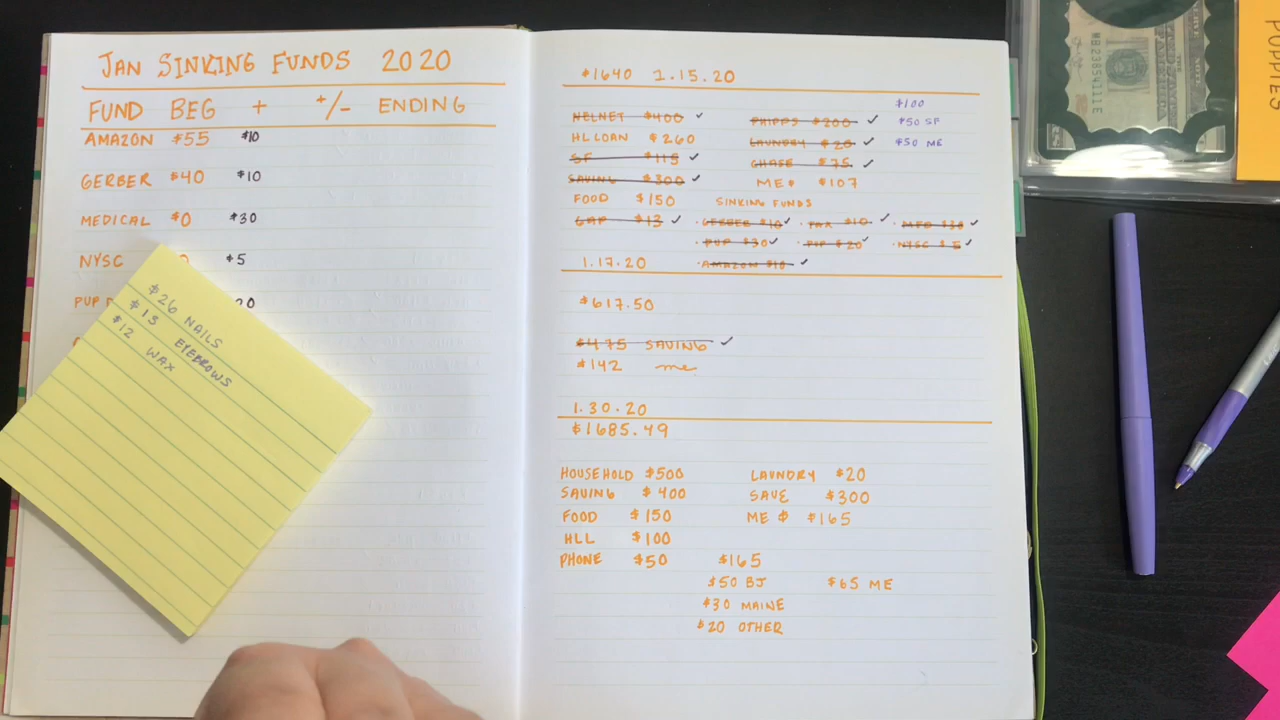 JAN SINKING FUNDS 2020
FUND BEG + +/- ENDING
AMAZON $55 $10
GERBER $40 $10
MEDICAL $0 $30
NYSC $5
PUP
$26 NAILS
$13 EYEBROWS
$12 WAX
$1640 1.15.20
NELNET $400 ✓
HL LOAN $260
SF $115 ✓
SAVING $300 ✓
FOOD $150
GAP $13 ✓
1.17.20
PHIPPS $200 ✓
LAUNDRY $20 ✓
CHASE $75 ✓
ME $107
SINKING FUNDS
· GERBER $10 ✓ · TAX $10 ✓ · MED $30 ✓
· PUP $30 ✓ · PIP $20 ✓ · NYSC $5 ✓
· AMAZON $10 ✓
$100
$50 SF
$50 ME
$617.50
$475 SAVING ✓
$142 me
1.30.20
$1685.49
HOUSEHOLD $500
SAVING $400
FOOD $150
HLL $100
PHONE $50
LAUNDRY $20
SAVE $300
ME $ $165
$165
$50 BJ $65 ME
$30 MAINE
$20 OTHER
MB23854111E
PUPPIES